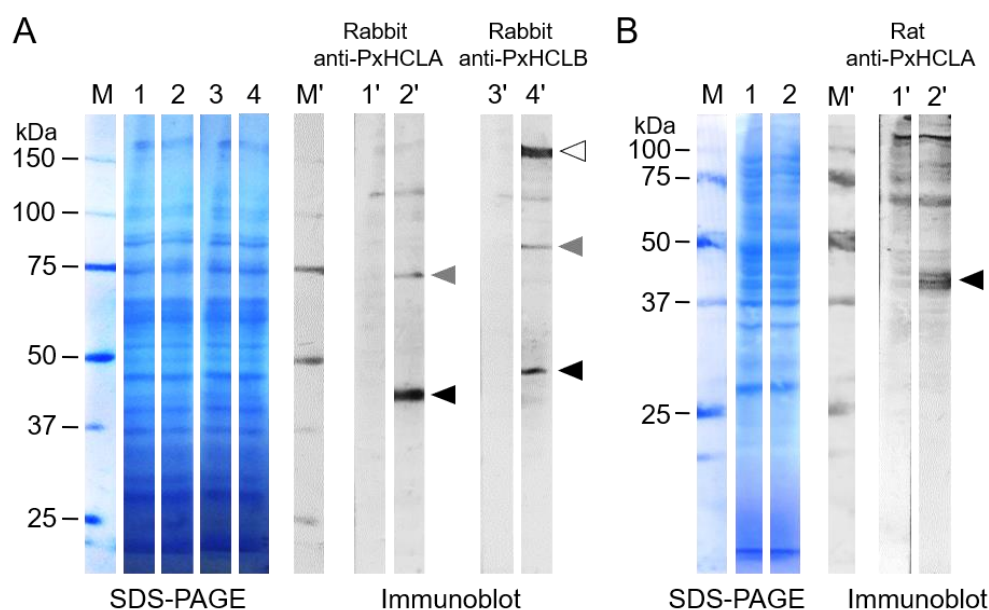 A
Rabbit
anti-PxHCLA
Rabbit
anti-PxHCLB
M 1 2 3 4 M' 1' 2' 3' 4'
kDa
150
100
75
50
37
25
SDS-PAGE
Immunoblot
B
Rat
anti-PxHCLA
M 1 2 M' 1' 2'
kDa
100
75
50
37
25
SDS-PAGE
Immunoblot